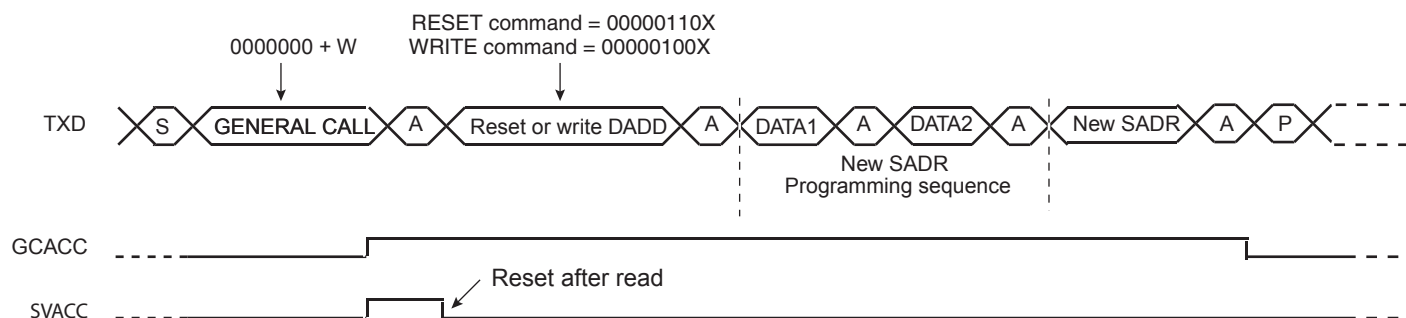 RESET command = 00000110X
0000000 + W
WRITE command = 00000100X
TXD
S
GENERAL CALL
A
Reset or write DADD
A
DATA1
A
DATA2
A
New SADR
A
P
New SADR
Programming sequence
GCACC
Reset after read
SVACC